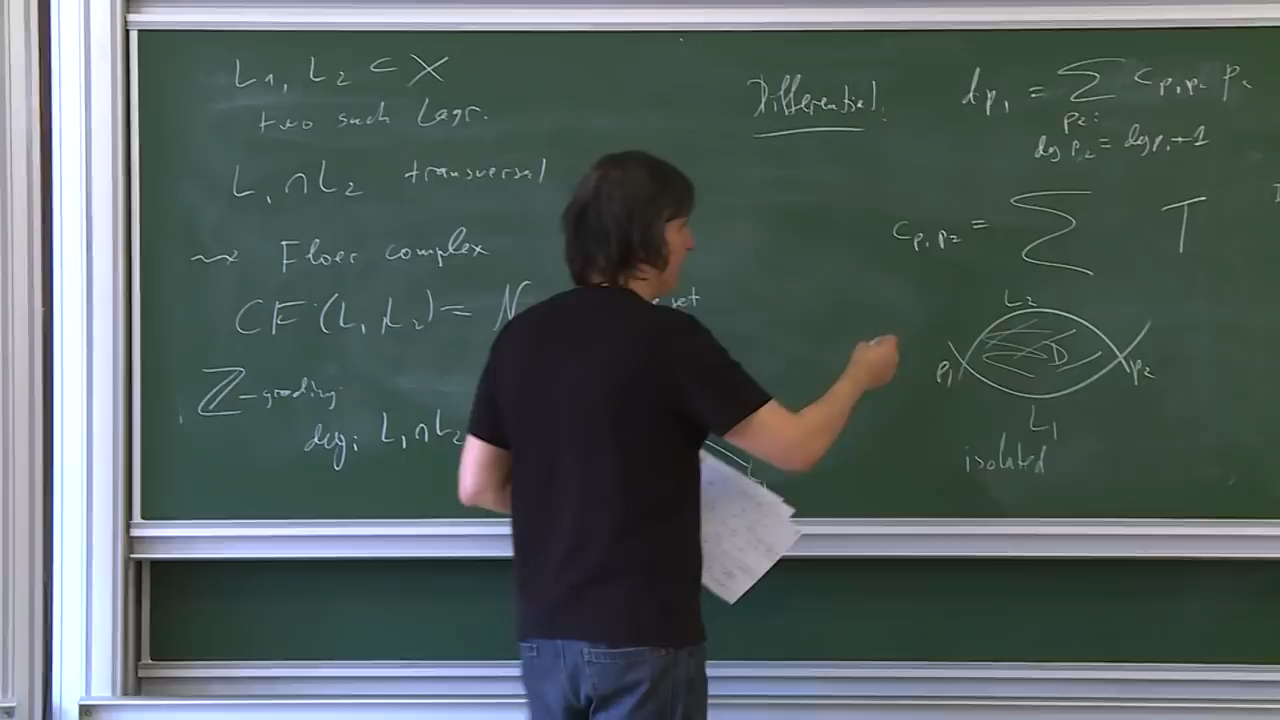 L₁, L₂ ⊂ X
two such Lagr.
L₁ ∩ L₂ transversal
⇝ Floer complex
CF˙(L₁, L₂) =
set
ℤ-grading
deg: L₁ ∩ L₂
Differential.
dp₁ = ∑ c_{p₁p₂} p₂
p₂:
deg p₂ = deg p₁ + 1
c_{p₁p₂} = ∑ T
L₂
p₁ D p₂
L₁
isolated